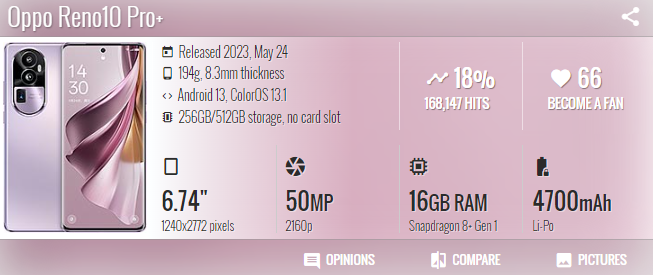 Oppo Reno10 Pro+
Released 2023, May 24
194g, 8.3mm thickness
Android 13, ColorOS 13.1
256GB/512GB storage, no card slot
18%
168,147 HITS
66
BECOME A FAN
14
30
6.74"
1240x2772 pixels
50MP
2160p
16GB RAM
Snapdragon 8+ Gen 1
4700mAh
Li-Po
OPINIONS
COMPARE
PICTURES